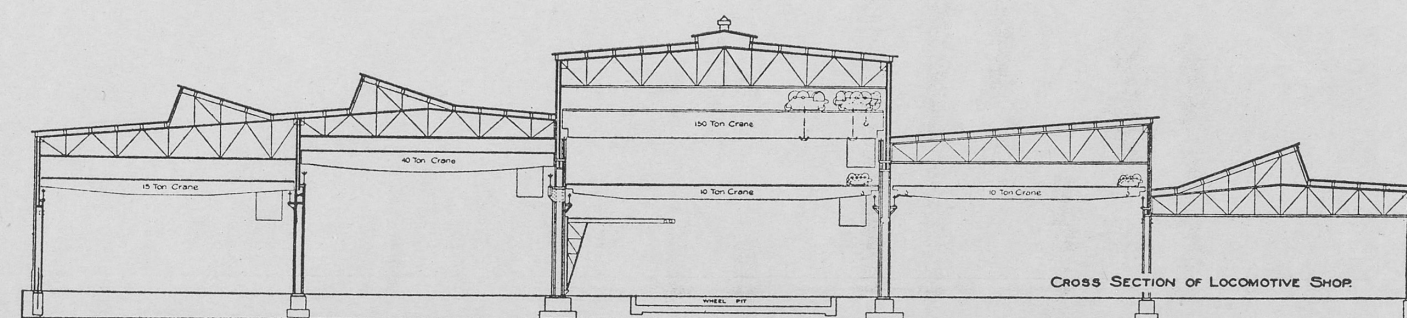 150 Ton Crane
40 Ton Crane
15 Ton Crane
10 Ton Crane
10 Ton Crane
CROSS SECTION OF LOCOMOTIVE SHOP.
WHEEL PIT